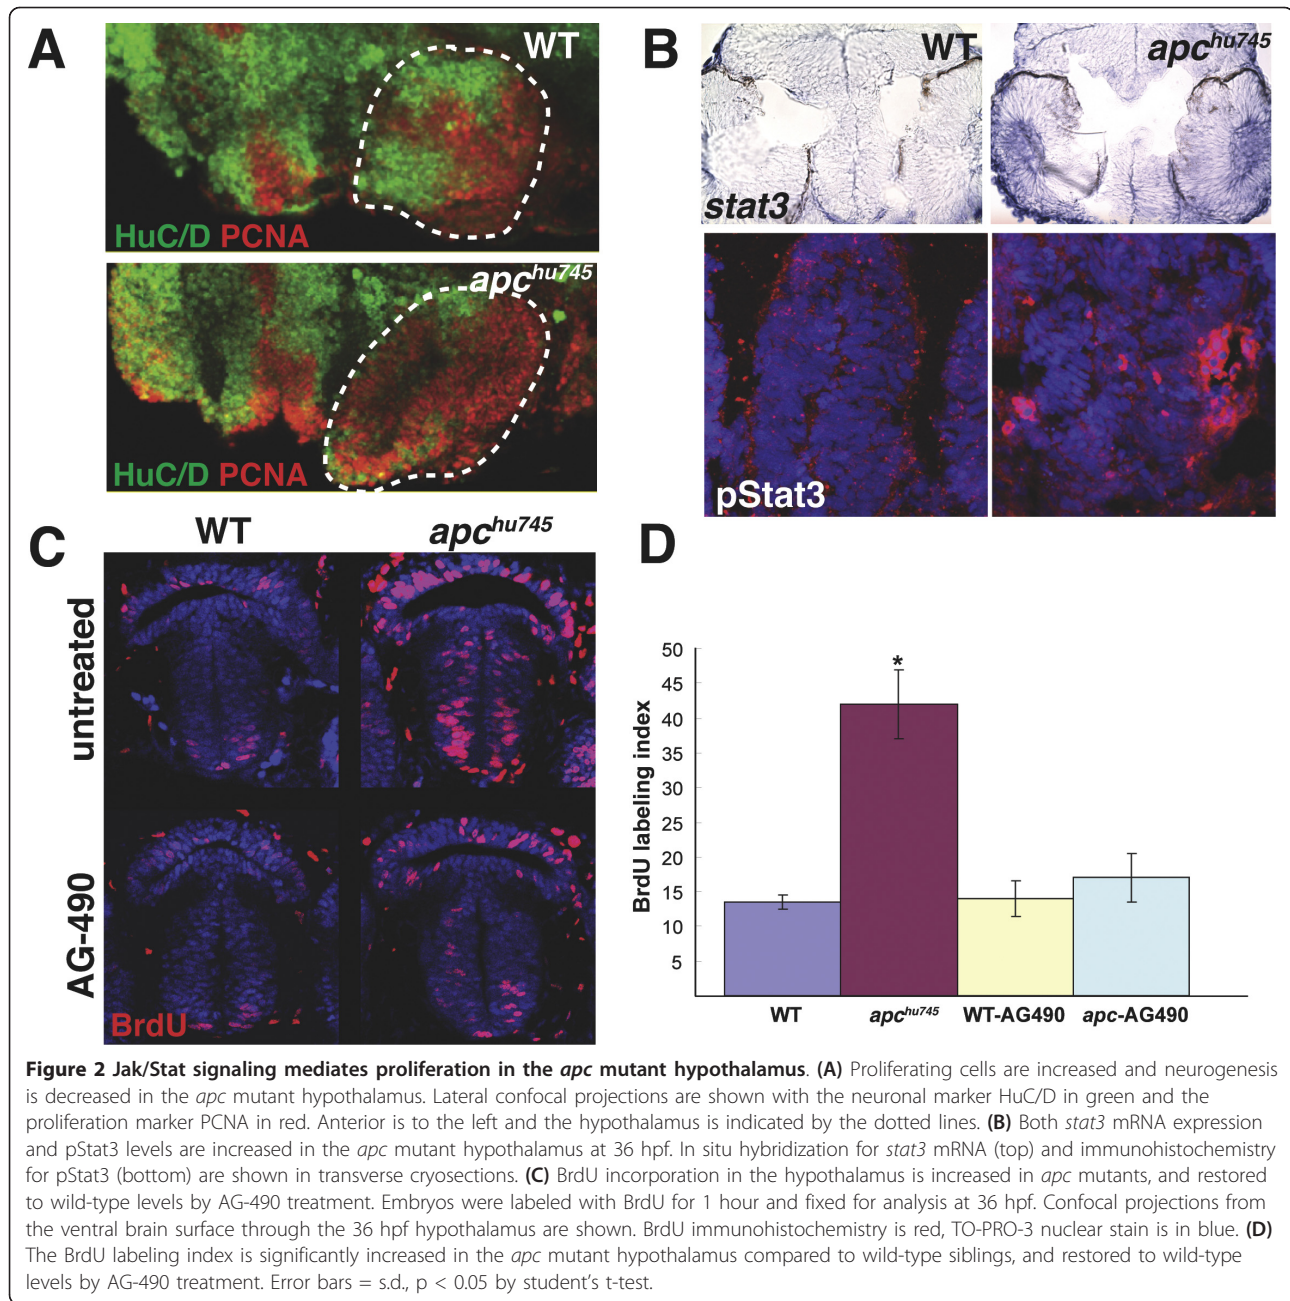 A
WT
HuC/D PCNA
apc^hu745
HuC/D PCNA
B
WT
apc^hu745
stat3
pStat3
C
WT
apc^hu745
untreated
AG-490
BrdU
D
BrdU labeling index
50
45
40
35
30
25
20
15
10
5
*
WT
apc^hu745
WT-AG490
apc-AG490
Figure 2 Jak/Stat signaling mediates proliferation in the apc mutant hypothalamus. (A) Proliferating cells are increased and neurogenesis
is decreased in the apc mutant hypothalamus. Lateral confocal projections are shown with the neuronal marker HuC/D in green and the
proliferation marker PCNA in red. Anterior is to the left and the hypothalamus is indicated by the dotted lines. (B) Both stat3 mRNA expression
and pStat3 levels are increased in the apc mutant hypothalamus at 36 hpf. In situ hybridization for stat3 mRNA (top) and immunohistochemistry
for pStat3 (bottom) are shown in transverse cryosections. (C) BrdU incorporation in the hypothalamus is increased in apc mutants, and restored
to wild-type levels by AG-490 treatment. Embryos were labeled with BrdU for 1 hour and fixed for analysis at 36 hpf. Confocal projections from
the ventral brain surface through the 36 hpf hypothalamus are shown. BrdU immunohistochemistry is red, TO-PRO-3 nuclear stain is in blue. (D)
The BrdU labeling index is significantly increased in the apc mutant hypothalamus compared to wild-type siblings, and restored to wild-type
levels by AG-490 treatment. Error bars = s.d., p < 0.05 by student's t-test.